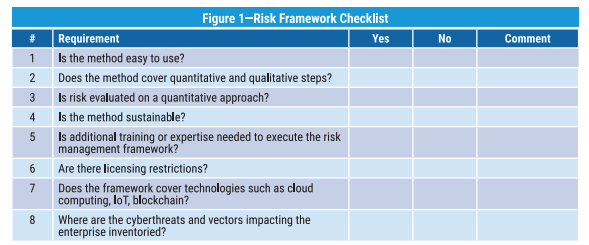 Figure 1—Risk Framework Checklist
# Requirement Yes No Comment
1 Is the method easy to use?
2 Does the method cover quantitative and qualitative steps?
3 Is risk evaluated on a quantitative approach?
4 Is the method sustainable?
5 Is additional training or expertise needed to execute the risk
management framework?
6 Are there licensing restrictions?
7 Does the framework cover technologies such as cloud
computing, IoT, blockchain?
8 Where are the cyberthreats and vectors impacting the
enterprise inventoried?